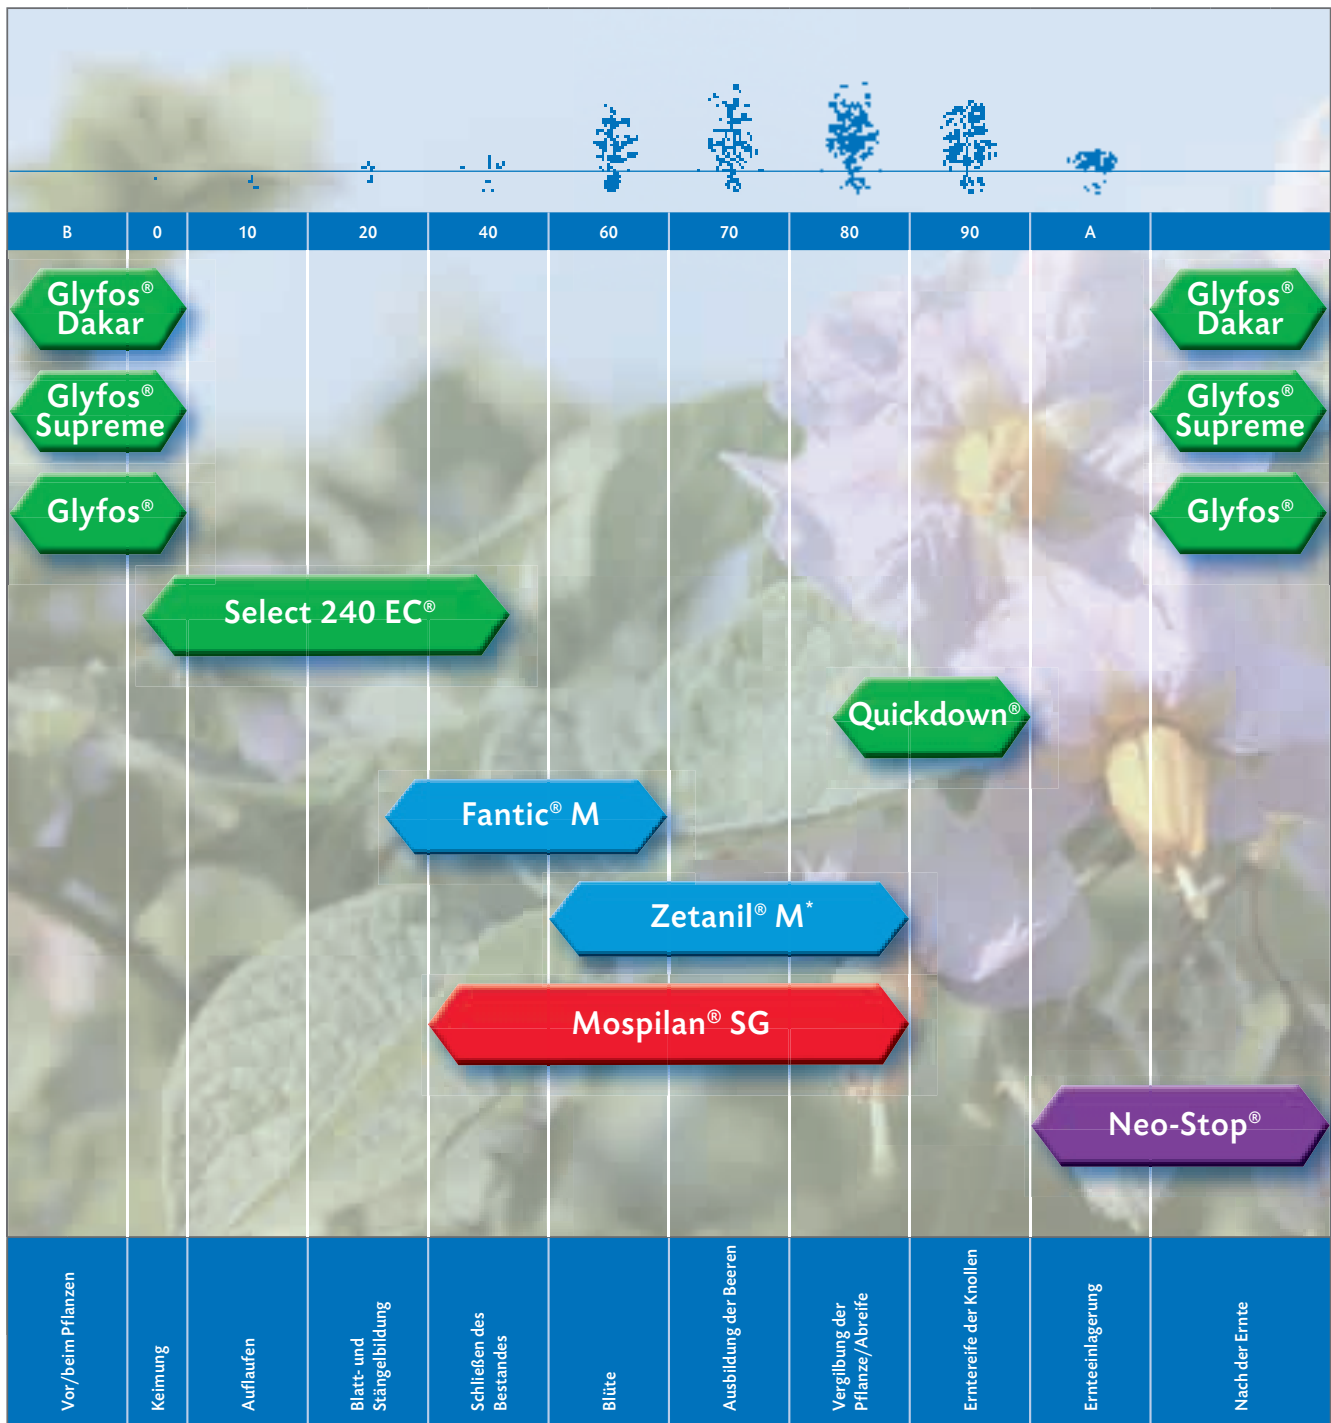 B 0 10 20 40 60 70 80 90 A
Glyfos®
Dakar
Glyfos®
Dakar
Glyfos®
Supreme
Glyfos®
Supreme
Glyfos®
Glyfos®
Select 240 EC®
Quickdown®
Fantic® M
Zetanil® M*
Mospilan® SG
Neo-Stop®
Vor/beim Pflanzen
Keimung
Auflaufen
Blatt- und
Stängelbildung
Schließen des
Bestandes
Blüte
Ausbildung der Beeren
Vergilbung der
Pflanze/Abreife
Erntereife der Knollen
Ernteeinlagerung
Nach der Ernte